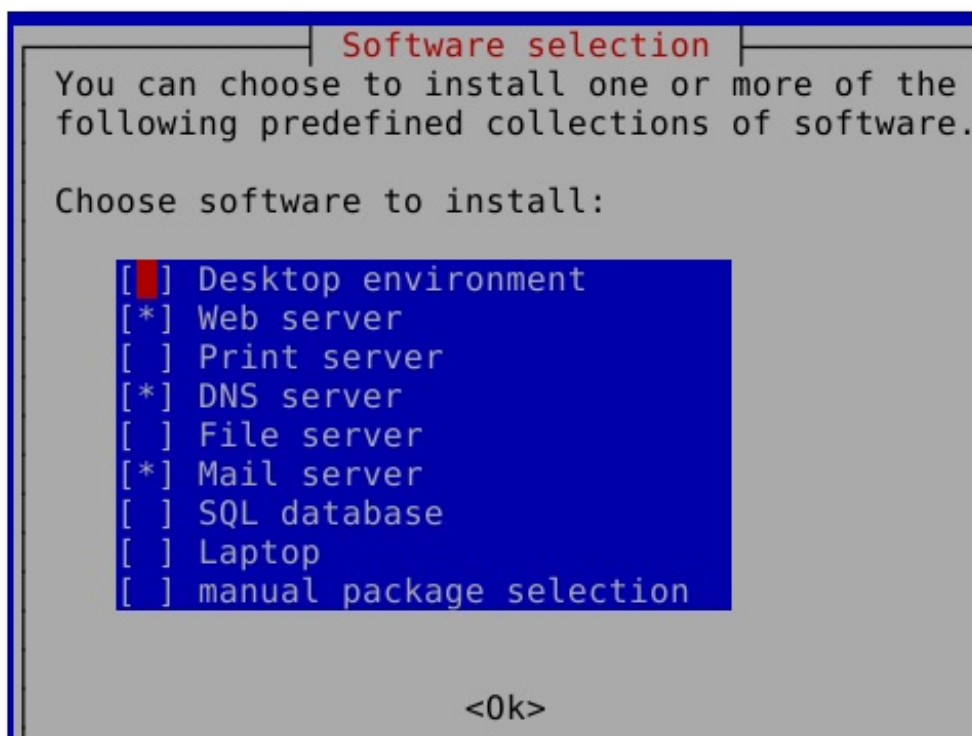 Software selection
You can choose to install one or more of the
following predefined collections of software.
Choose software to install:
[ ] Desktop environment
[*] Web server
[ ] Print server
[*] DNS server
[ ] File server
[*] Mail server
[ ] SQL database
[ ] Laptop
[ ] manual package selection
<Ok>